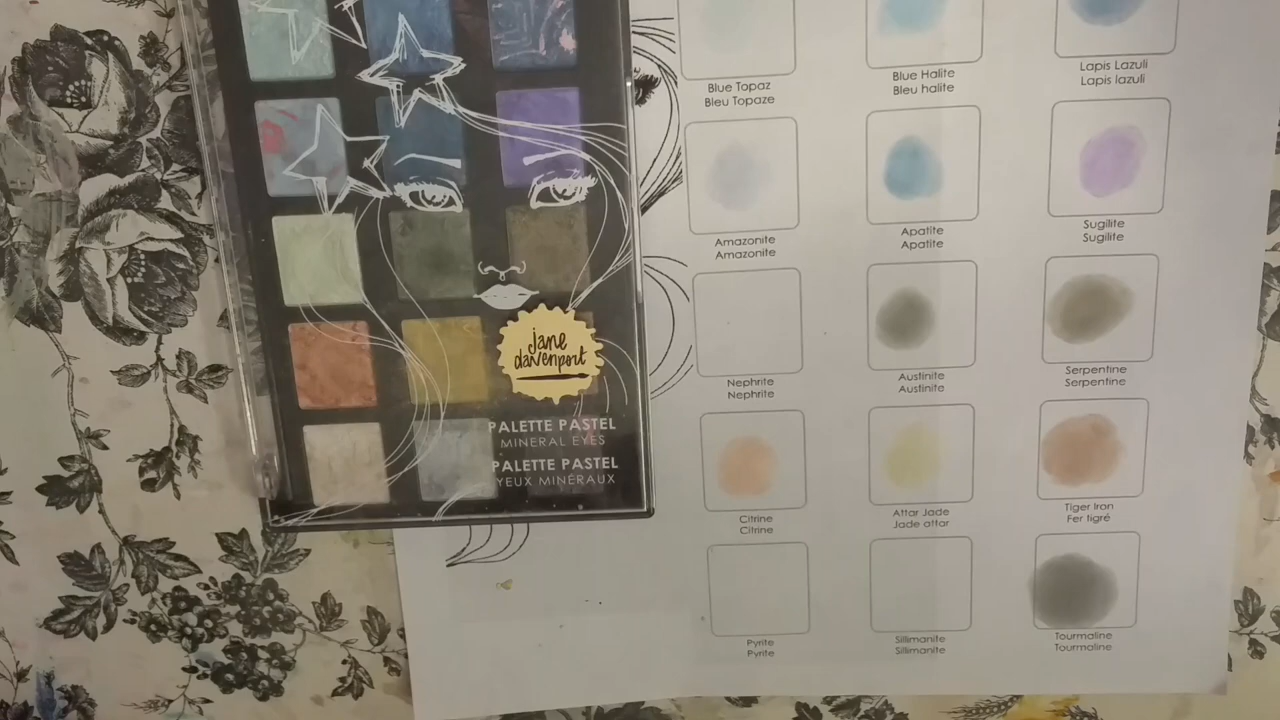 jane
davenport
PALETTE PASTEL
MINERAL EYES
PALETTE PASTEL
YEUX MINÉRAUX
Blue Topaz
Bleu Topaze
Blue Halite
Bleu halite
Lapis Lazuli
Lapis lazuli
Amazonite
Amazonite
Apatite
Apatite
Sugilite
Sugilite
Nephrite
Nephrite
Austinite
Austinite
Serpentine
Serpentine
Citrine
Citrine
Attar Jade
Jade attar
Tiger Iron
Fer tigré
Pyrite
Pyrite
Sillimanite
Sillimanite
Tourmaline
Tourmaline